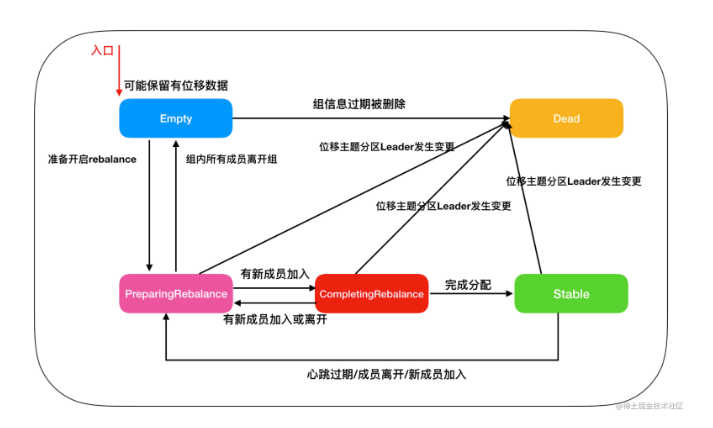 入口
可能保留有位移数据
Empty
组信息过期被删除
Dead
准备开启rebalance
组内所有成员离开组
位移主题分区Leader发生变更
位移主题分区Leader发生变更
位移主题分区Leader发生变更
PreparingRebalance
有新成员加入
CompletingRebalance
完成分配
Stable
有新成员加入或离开
心跳过期/成员离开/新成员加入
@稀土掘金技术社区